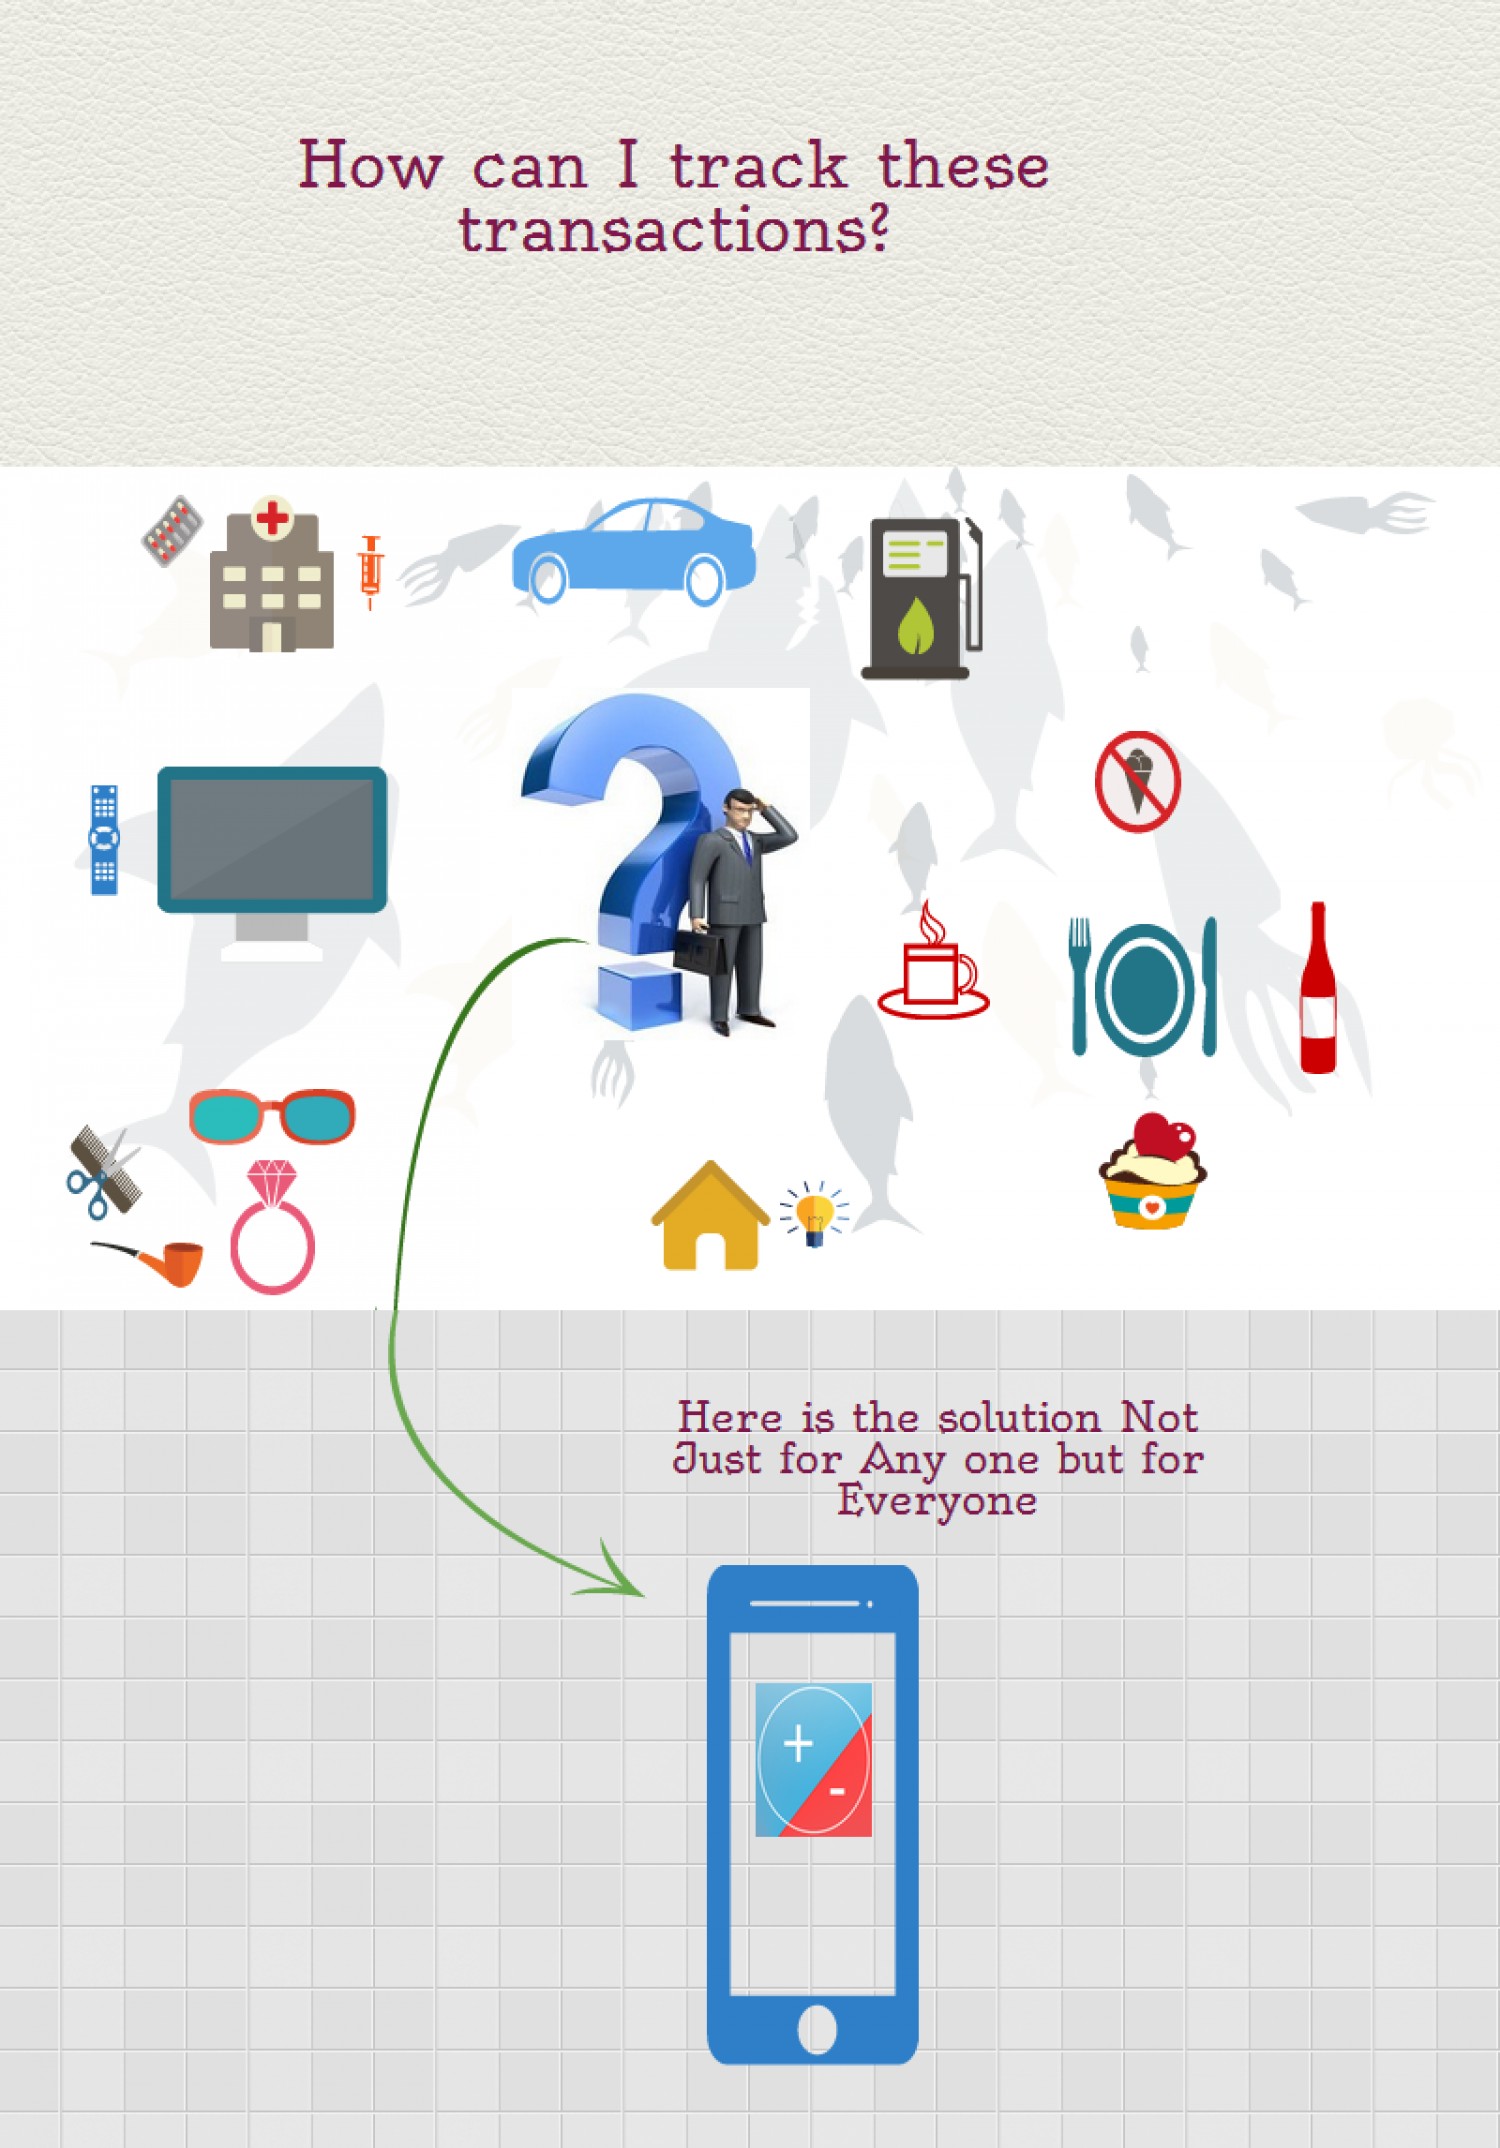 How can I track these
transactions?
Here is the solution Not
Just for Any one but for
Everyone
+
-